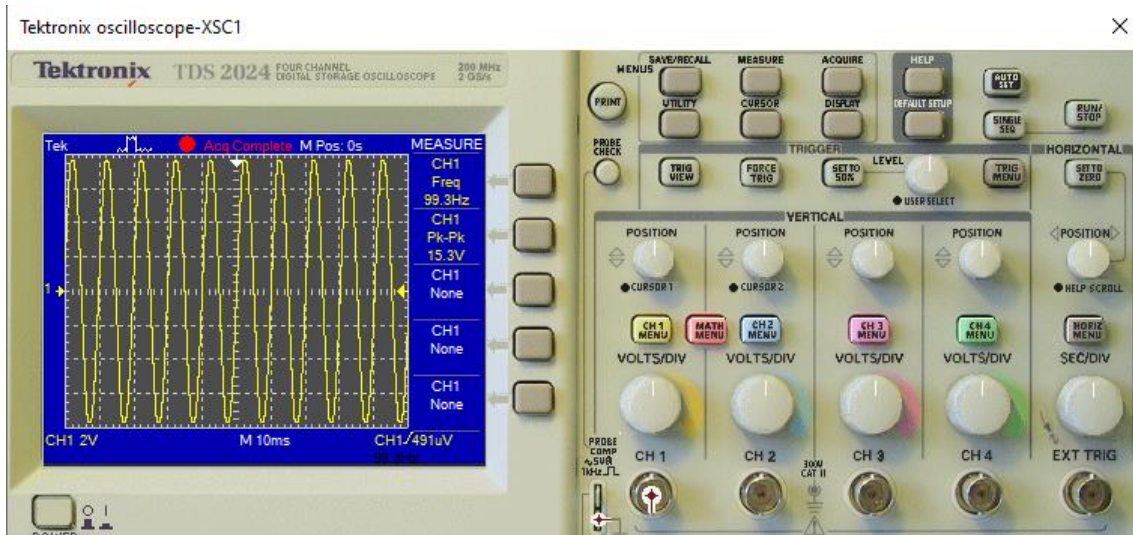 Tektronix oscilloscope-XSC1
Tektronix TDS 2024 FOUR CHANNEL DIGITAL STORAGE OSCILLOSCOPE 200 MHz 2 GS/s
Tek Acq Complete M Pos: 0s MEASURE
CH1
Freq
99.3Hz
CH1
Pk-Pk
15.3V
CH1
None
CH1
None
CH1
None
1
CH1 2V M 10ms CH1 491uV
POWER
MENUS
SAVE/RECALL MEASURE ACQUIRE HELP
AUTO SET
PRINT
UTILITY CURSOR DISPLAY DEFAULT SETUP
SINGLE SEQ
RUN/ STOP
PROBE CHECK
TRIGGER
HORIZONTAL
TRIG VIEW
FORCE TRIG
SET TO 50%
LEVEL
TRIG MENU
SET TO ZERO
USER SELECT
VERTICAL
POSITION POSITION POSITION POSITION POSITION
CURSOR 1 CURSOR 2 HELP SCROLL
CH 1 MENU
MATH MENU
CH 2 MENU
CH 3 MENU
CH 4 MENU
HORIZ MENU
VOLTS/DIV VOLTS/DIV VOLTS/DIV VOLTS/DIV SEC/DIV
PROBE COMP
~5V@
1kHz
CH 1 CH 2 CH 3 CH 4 EXT TRIG
300V
CAT II